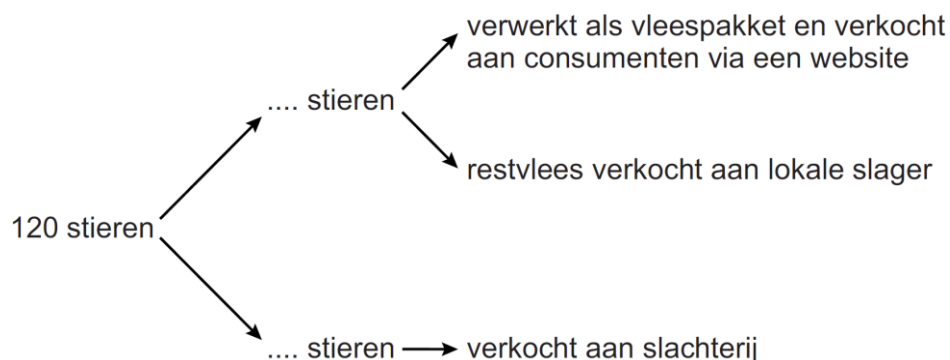 verwerkt als vleespakket en verkocht
aan consumenten via een website
.... stieren
restvlees verkocht aan lokale slager
120 stieren
.... stieren
verkocht aan slachterij